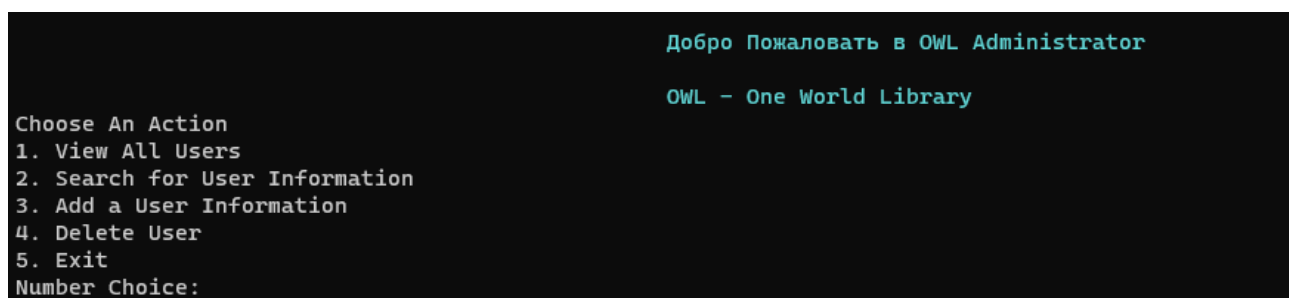 Добро Пожаловать в OWL Administrator
OWL – One World Library
Choose An Action
1. View All Users
2. Search for User Information
3. Add a User Information
4. Delete User
5. Exit
Number Choice: